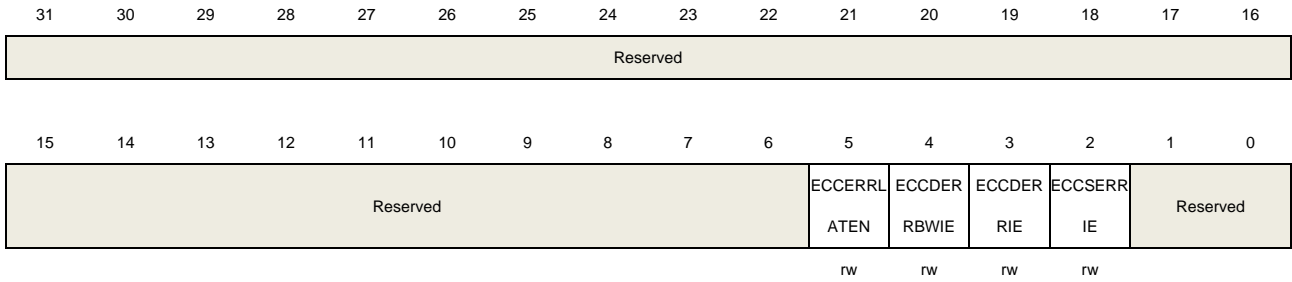 31 30 29 28 27 26 25 24 23 22 21 20 19 18 17 16
Reserved
15 14 13 12 11 10 9 8 7 6 5 4 3 2 1 0
Reserved
ECCERRL ECCDER ECCDER ECCSERR
ATEN RBWIE RIE IE
Reserved
rw rw rw rw